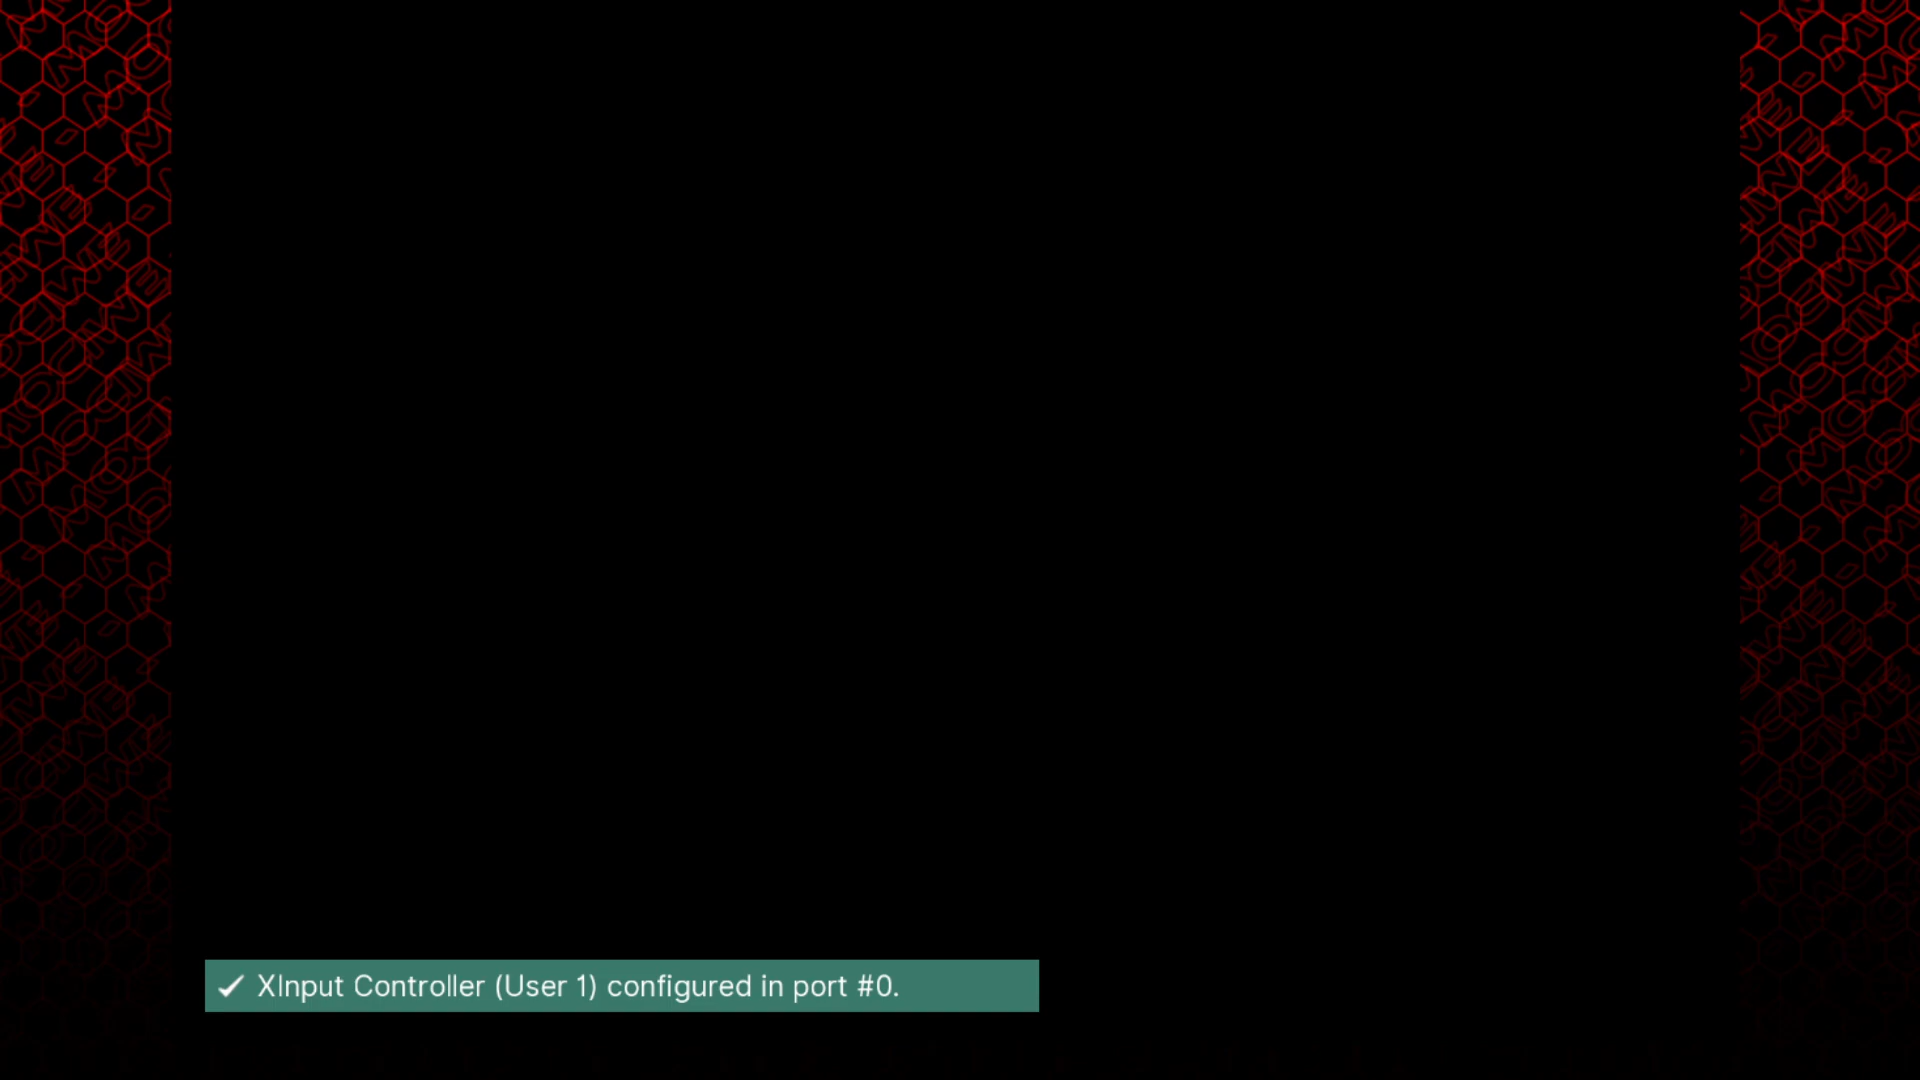 XInput Controller (User 1) configured in port #0.